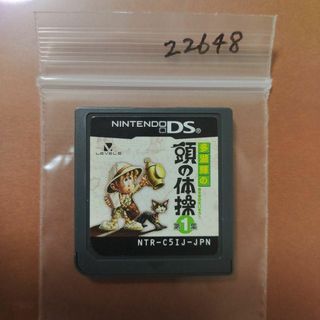 22648
NINTENDO DS
LEVEL5
多湖輝の
頭の体操
第1集
NTR-C5IJ-JPN